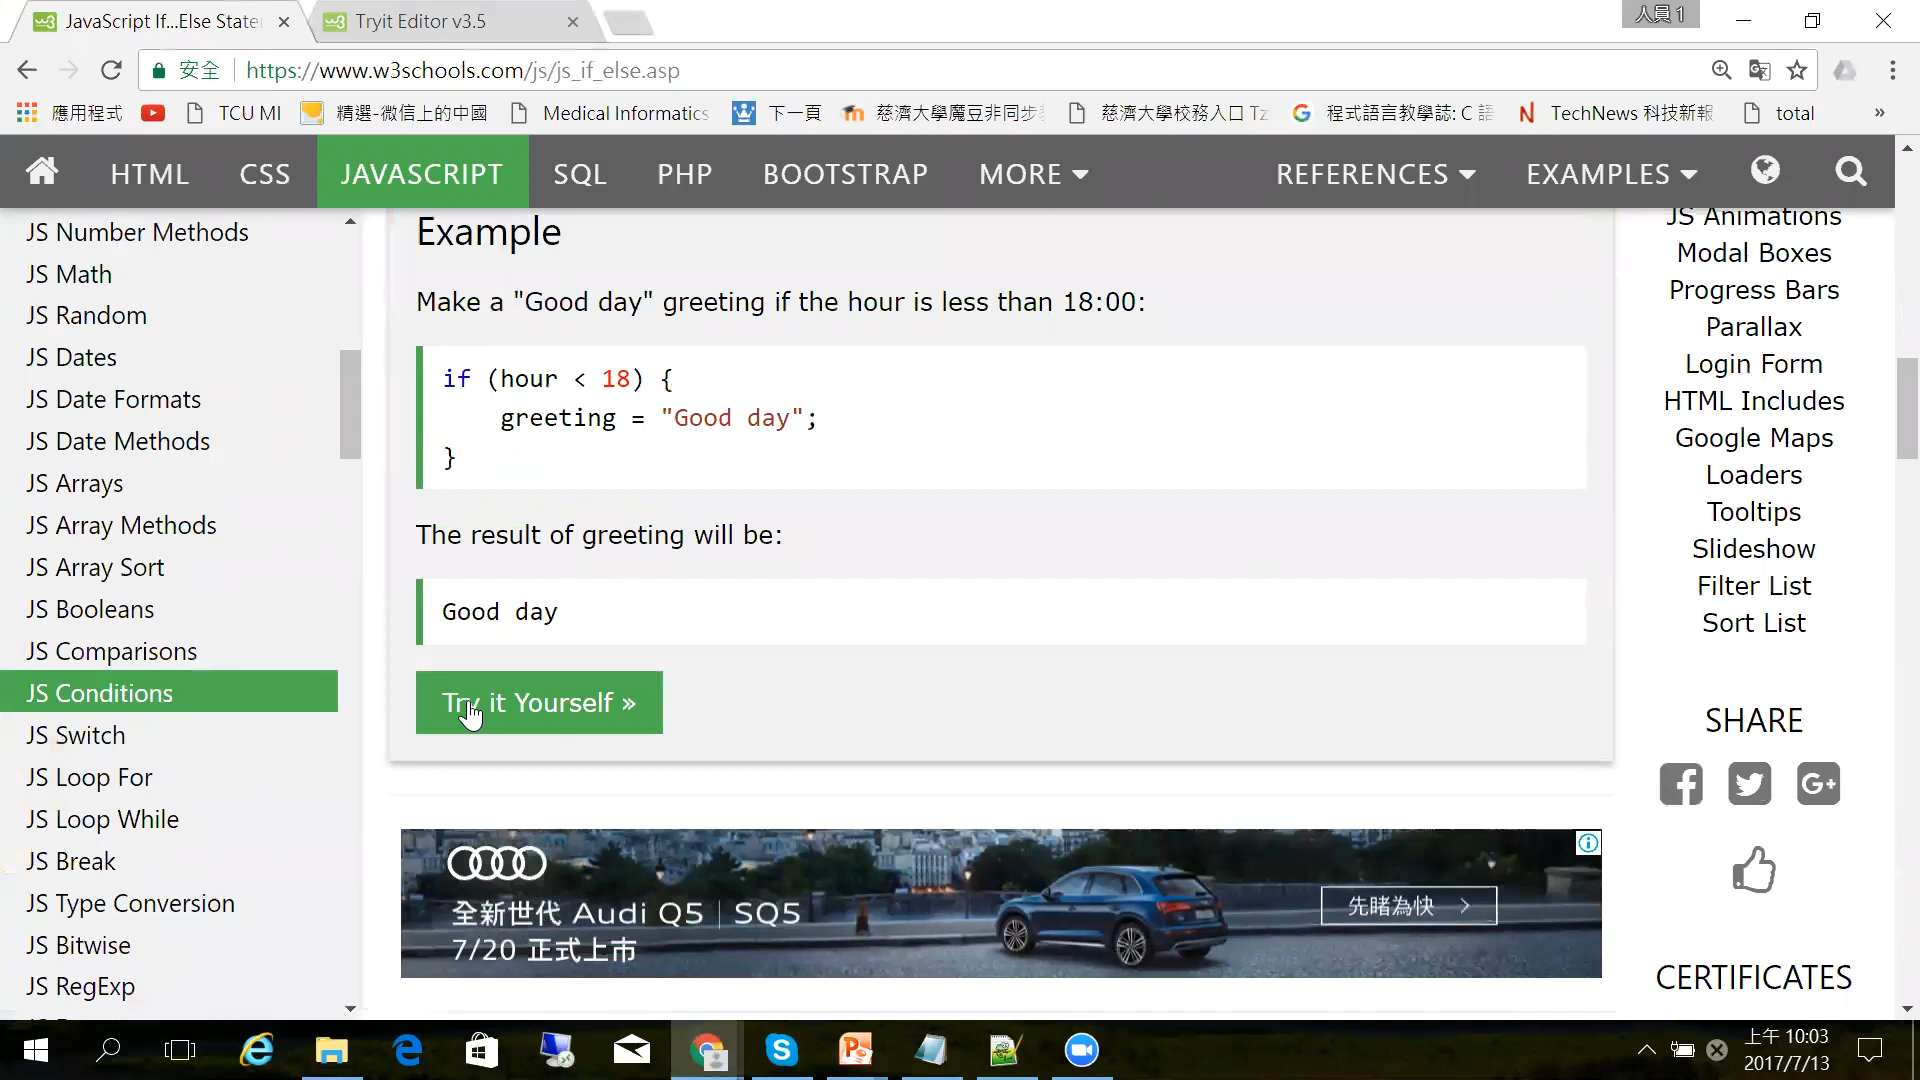 JavaScript If...Else State
Tryit Editor v3.5
人員 1
安全
https://www.w3schools.com/js/js_if_else.asp
應用程式
TCU MI
精選-微信上的中國
Medical Informatics
下一頁
慈濟大學魔豆非同步
慈濟大學校務入口 Tz
程式語言教學誌: C 語
TechNews 科技新報
total
»
HTML
CSS
JAVASCRIPT
SQL
PHP
BOOTSTRAP
MORE
REFERENCES
EXAMPLES
JS Number Methods
JS Math
JS Random
JS Dates
JS Date Formats
JS Date Methods
JS Arrays
JS Array Methods
JS Array Sort
JS Booleans
JS Comparisons
JS Conditions
JS Switch
JS Loop For
JS Loop While
JS Break
JS Type Conversion
JS Bitwise
JS RegExp
Example
Make a "Good day" greeting if the hour is less than 18:00:
if (hour < 18) {
    greeting = "Good day";
}
The result of greeting will be:
Good day
Try it Yourself »
全新世代 Audi Q5 | SQ5
7/20 正式上市
先睹為快 >
JS Animations
Modal Boxes
Progress Bars
Parallax
Login Form
HTML Includes
Google Maps
Loaders
Tooltips
Slideshow
Filter List
Sort List
SHARE
CERTIFICATES
上午 10:03
2017/7/13